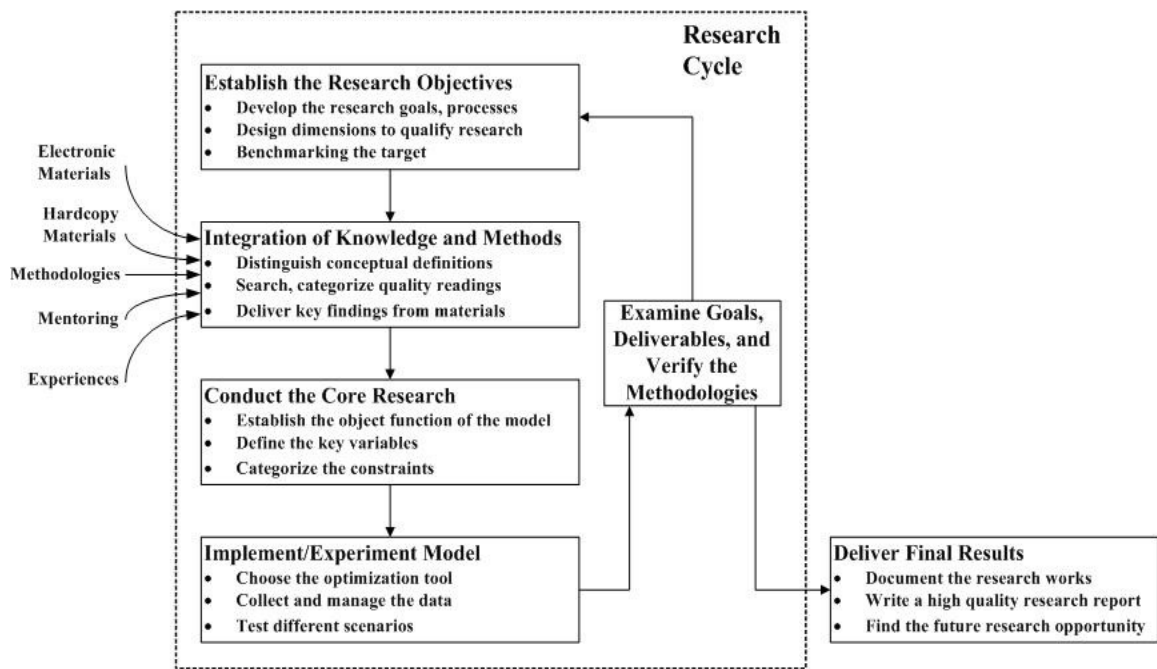 Research
Cycle
Establish the Research Objectives
• Develop the research goals, processes
• Design dimensions to qualify research
• Benchmarking the target
Electronic
Materials
Hardcopy
Materials
Methodologies
Mentoring
Experiences
Integration of Knowledge and Methods
• Distinguish conceptual definitions
• Search, categorize quality readings
• Deliver key findings from materials
Examine Goals,
Deliverables, and
Verify the
Methodologies
Conduct the Core Research
• Establish the object function of the model
• Define the key variables
• Categorize the constraints
Implement/Experiment Model
• Choose the optimization tool
• Collect and manage the data
• Test different scenarios
Deliver Final Results
• Document the research works
• Write a high quality research report
• Find the future research opportunity